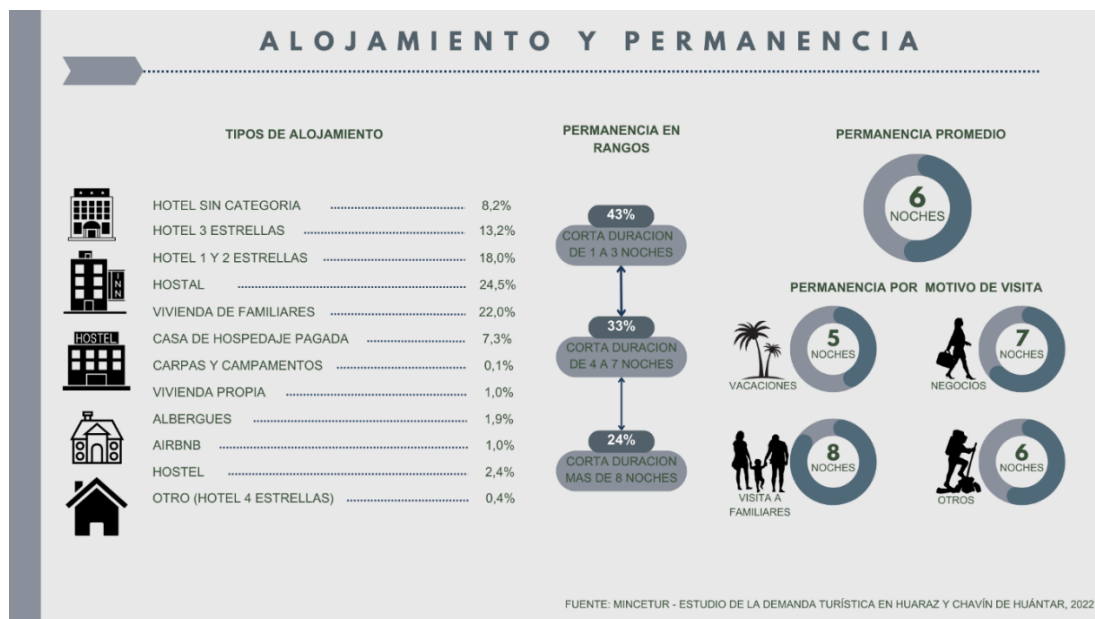 ALOJAMIENTO Y PERMANENCIA
TIPOS DE ALOJAMIENTO
HOTEL SIN CATEGORIA 8,2%
HOTEL 3 ESTRELLAS 13,2%
HOTEL 1 Y 2 ESTRELLAS 18,0%
HOSTAL 24,5%
VIVIENDA DE FAMILIARES 22,0%
CASA DE HOSPEDAJE PAGADA 7,3%
CARPAS Y CAMPAMENTOS 0,1%
VIVIENDA PROPIA 1,0%
ALBERGUES 1,9%
AIRBNB 1,0%
HOSTEL 2,4%
OTRO (HOTEL 4 ESTRELLAS) 0,4%
INN
HOSTEL
PERMANENCIA EN
RANGOS
43%
CORTA DURACION
DE 1 A 3 NOCHES
33%
CORTA DURACION
DE 4 A 7 NOCHES
24%
CORTA DURACION
MAS DE 8 NOCHES
PERMANENCIA PROMEDIO
6
NOCHES
PERMANENCIA POR MOTIVO DE VISITA
5
NOCHES
VACACIONES
7
NOCHES
NEGOCIOS
8
NOCHES
VISITA A
FAMILIARES
6
NOCHES
OTROS
FUENTE: MINCETUR - ESTUDIO DE LA DEMANDA TURÍSTICA EN HUARAZ Y CHAVÍN DE HUÁNTAR, 2022